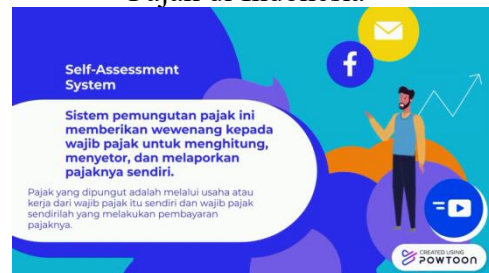 Pajak di Indonesia
Self-Assessment
System
Sistem pemungutan pajak ini
memberikan wewenang kepada
wajib pajak untuk menghitung,
menyetor, dan melaporkan
pajaknya sendiri.
Pajak yang dipungut adalah melalui usaha atau
kerja dari wajib pajak itu sendiri dan wajib pajak
sendirilah yang melakukan pembayaran
pajaknya.
CREATED USING
POWTOON